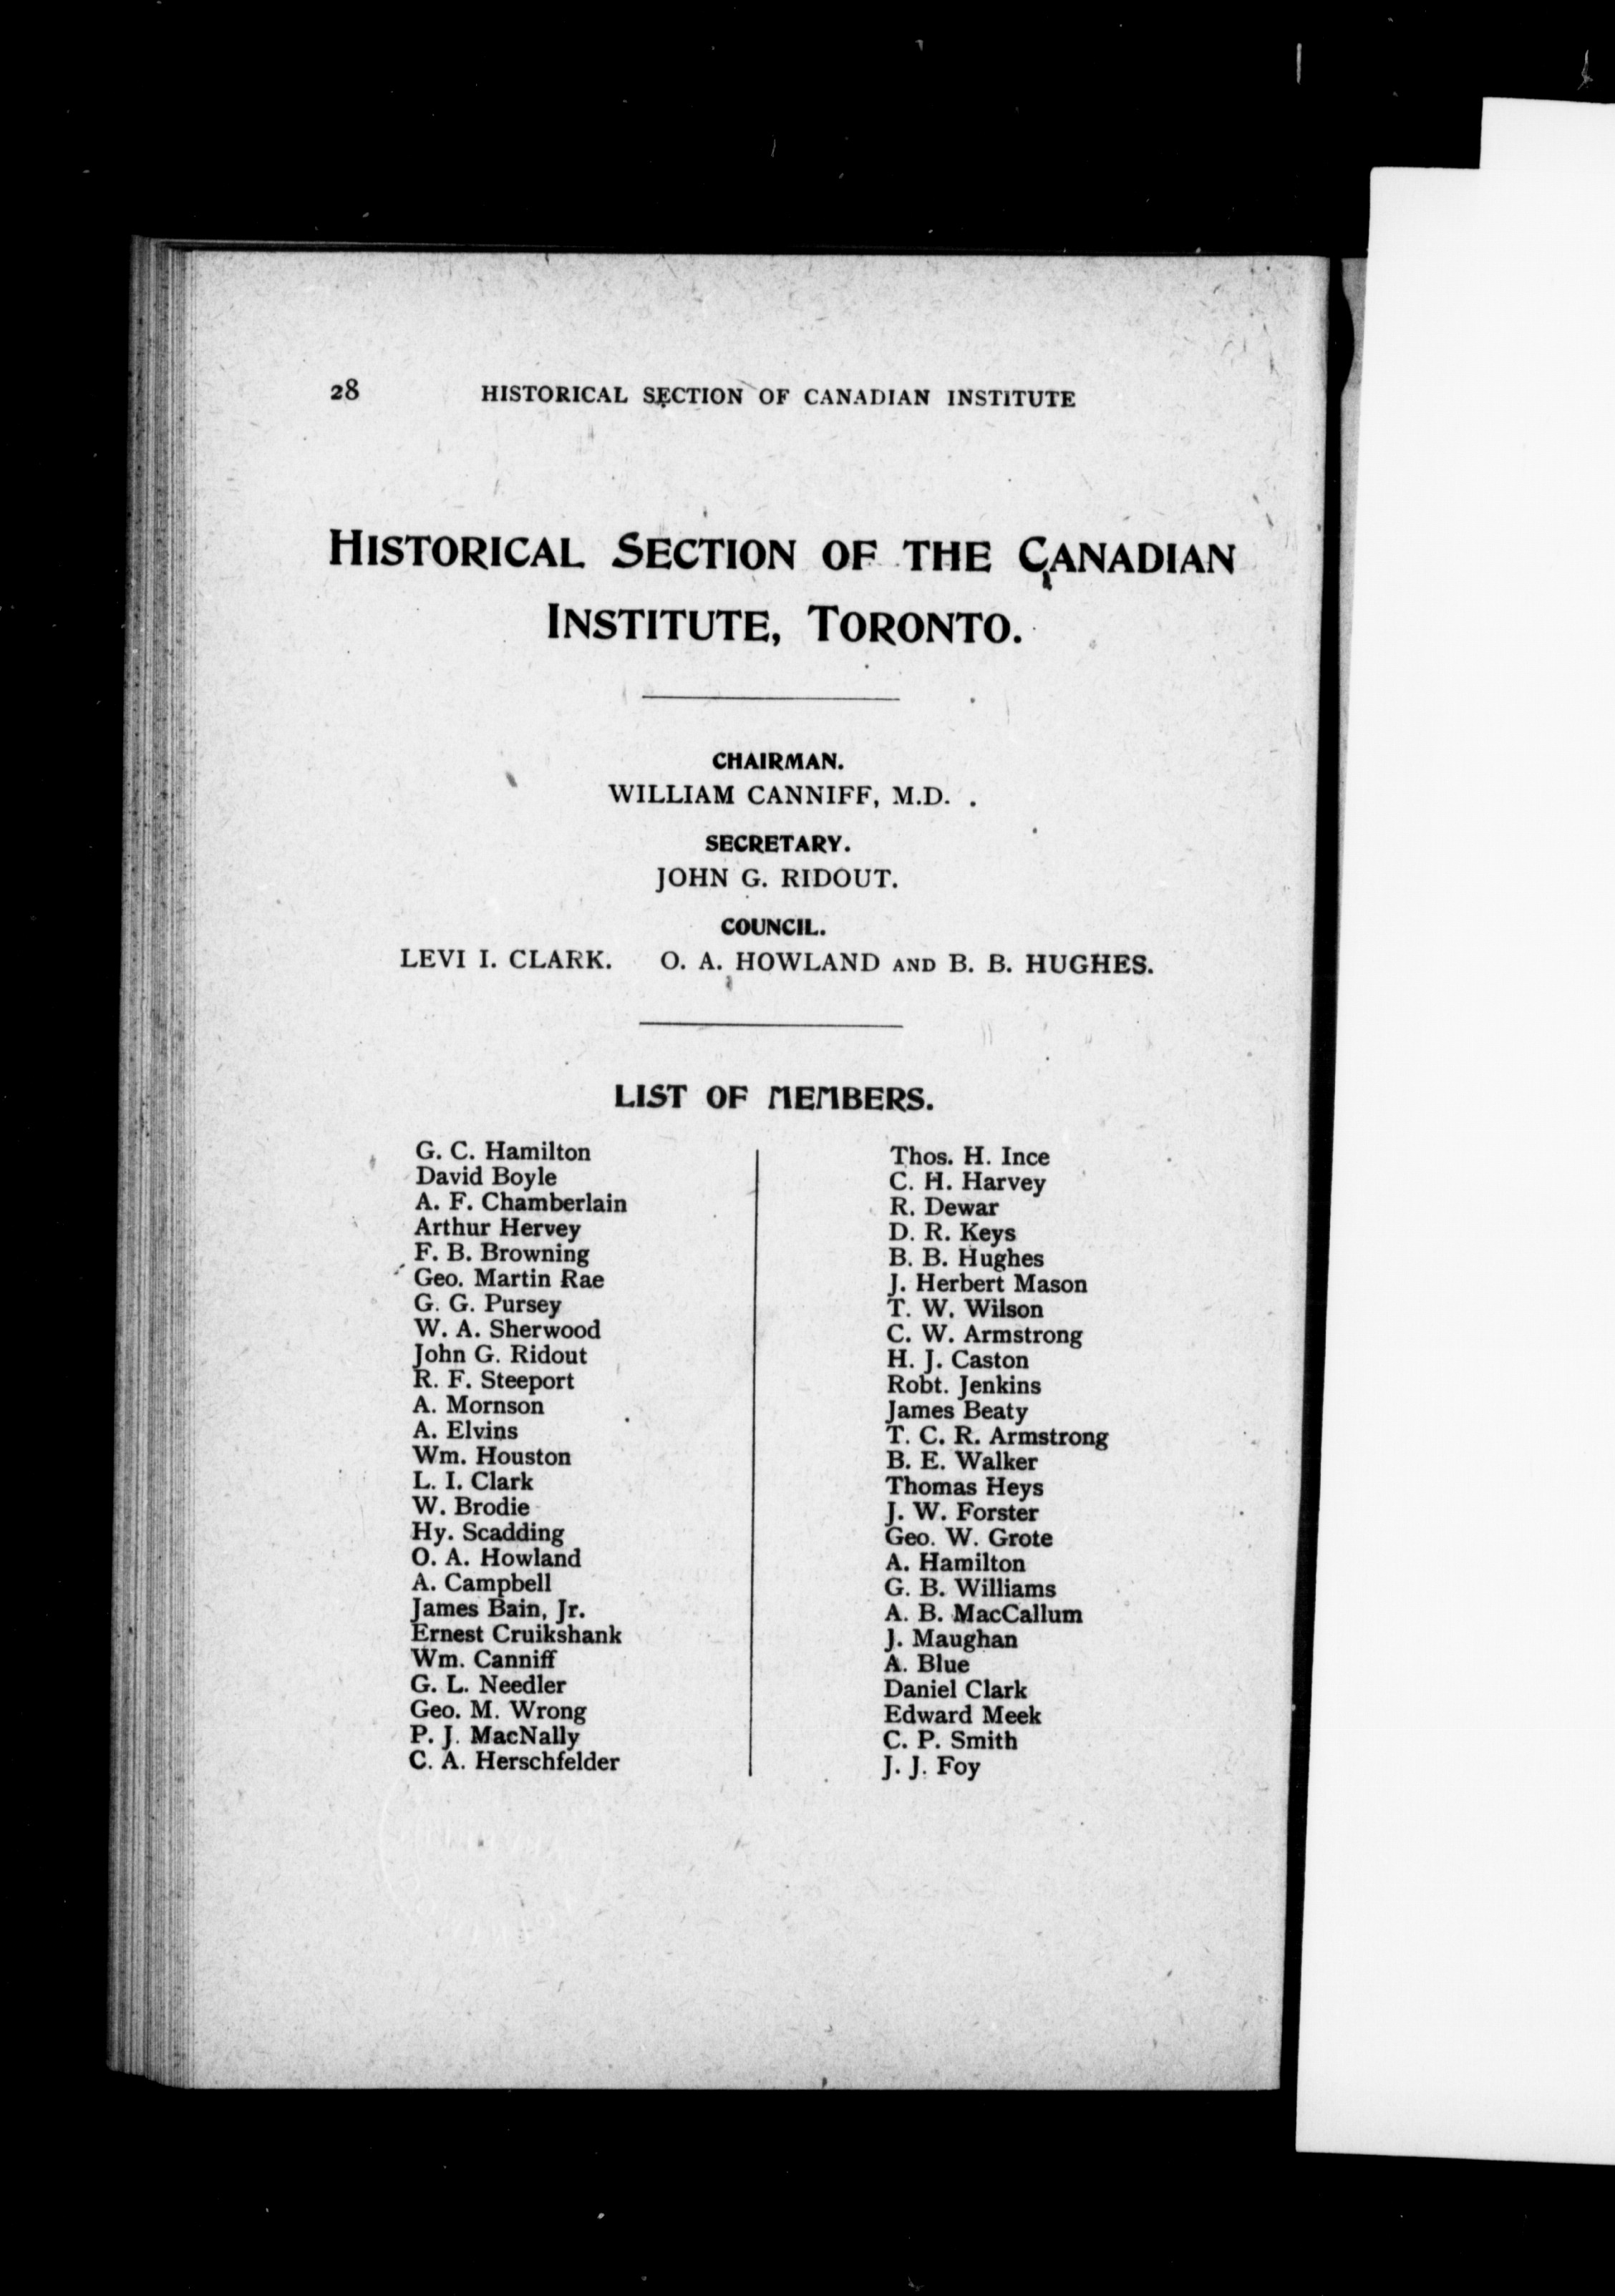 28 HISTORICAL SECTION OF CANADIAN INSTITUTE
HISTORICAL SECTION OF THE CANADIAN
INSTITUTE, TORONTO.
CHAIRMAN.
WILLIAM CANNIFF, M.D.
SECRETARY.
JOHN G. RIDOUT.
COUNCIL.
LEVI I. CLARK. O. A. HOWLAND AND B. B. HUGHES.
LIST OF MEMBERS.
G. C. Hamilton
David Boyle
A. F. Chamberlain
Arthur Hervey
F. B. Browning
Geo. Martin Rae
G. G. Pursey
W. A. Sherwood
John G. Ridout
R. F. Steeport
A. Mornson
A. Elvins
Wm. Houston
L. I. Clark
W. Brodie
Hy. Scadding
O. A. Howland
A. Campbell
James Bain, Jr.
Ernest Cruikshank
Wm. Canniff
G. L. Needler
Geo. M. Wrong
P. J. MacNally
C. A. Herschfelder
Thos. H. Ince
C. H. Harvey
R. Dewar
D. R. Keys
B. B. Hughes
J. Herbert Mason
T. W. Wilson
C. W. Armstrong
H. J. Caston
Robt. Jenkins
James Beaty
T. C. R. Armstrong
B. E. Walker
Thomas Heys
J. W. Forster
Geo. W. Grote
A. Hamilton
G. B. Williams
A. B. MacCallum
J. Maughan
A. Blue
Daniel Clark
Edward Meek
C. P. Smith
J. J. Foy